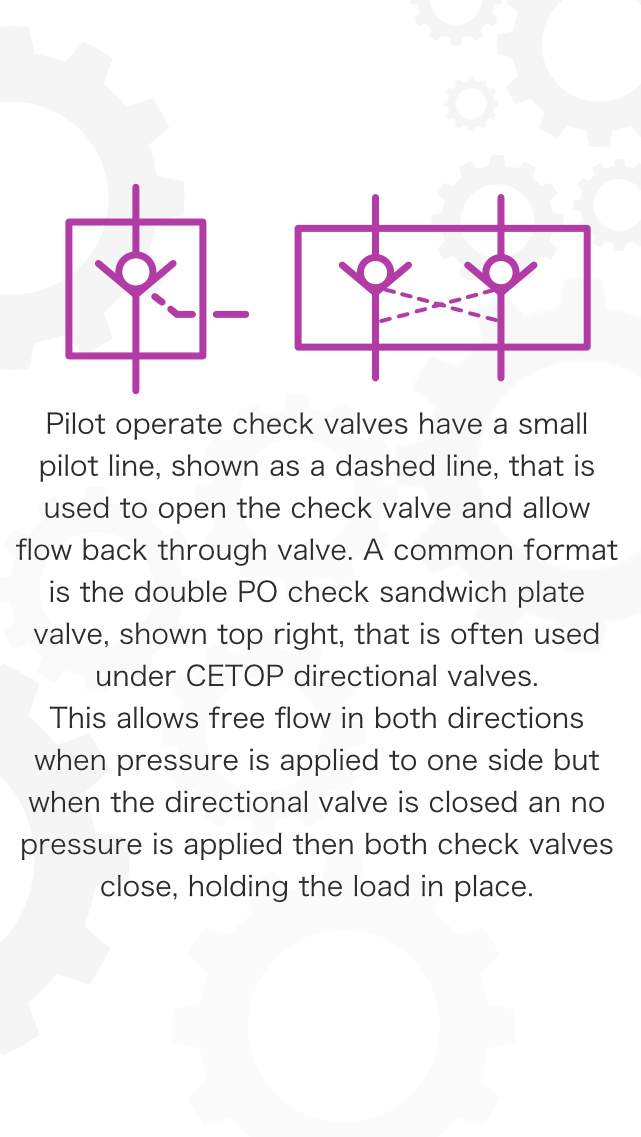 Pilot operate check valves have a small
pilot line, shown as a dashed line, that is
used to open the check valve and allow
flow back through valve. A common format
is the double PO check sandwich plate
valve, shown top right, that is often used
under CETOP directional valves.
This allows free flow in both directions
when pressure is applied to one side but
when the directional valve is closed an no
pressure is applied then both check valves
close, holding the load in place.